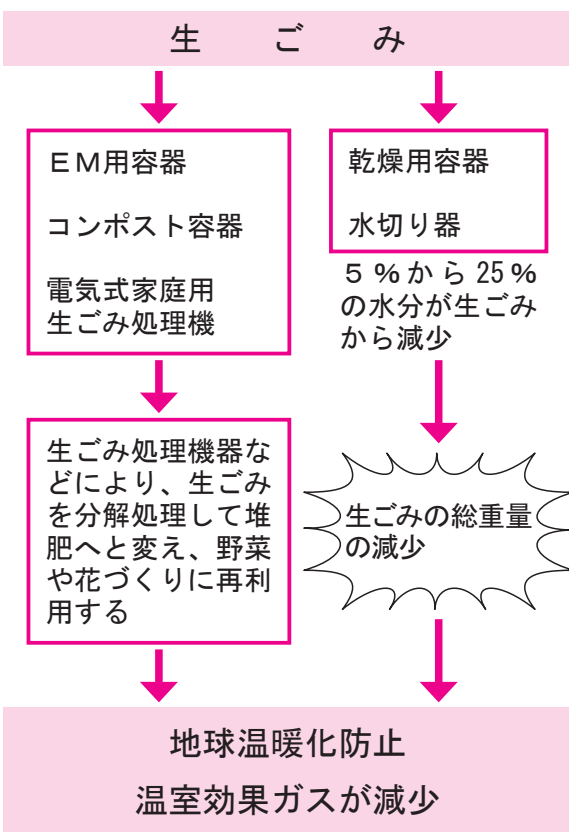 生ごみ
EM用容器
コンポスト容器
電気式家庭用
生ごみ処理機
生ごみ処理機器な
どにより、生ごみ
を分解処理して堆
肥へと変え、野菜
や花づくりに再利
用する
乾燥用容器
水切り器
5%から25%
の水分が生ごみ
から減少
生ごみの総重量
の減少
地球温暖化防止
温室効果ガスが減少